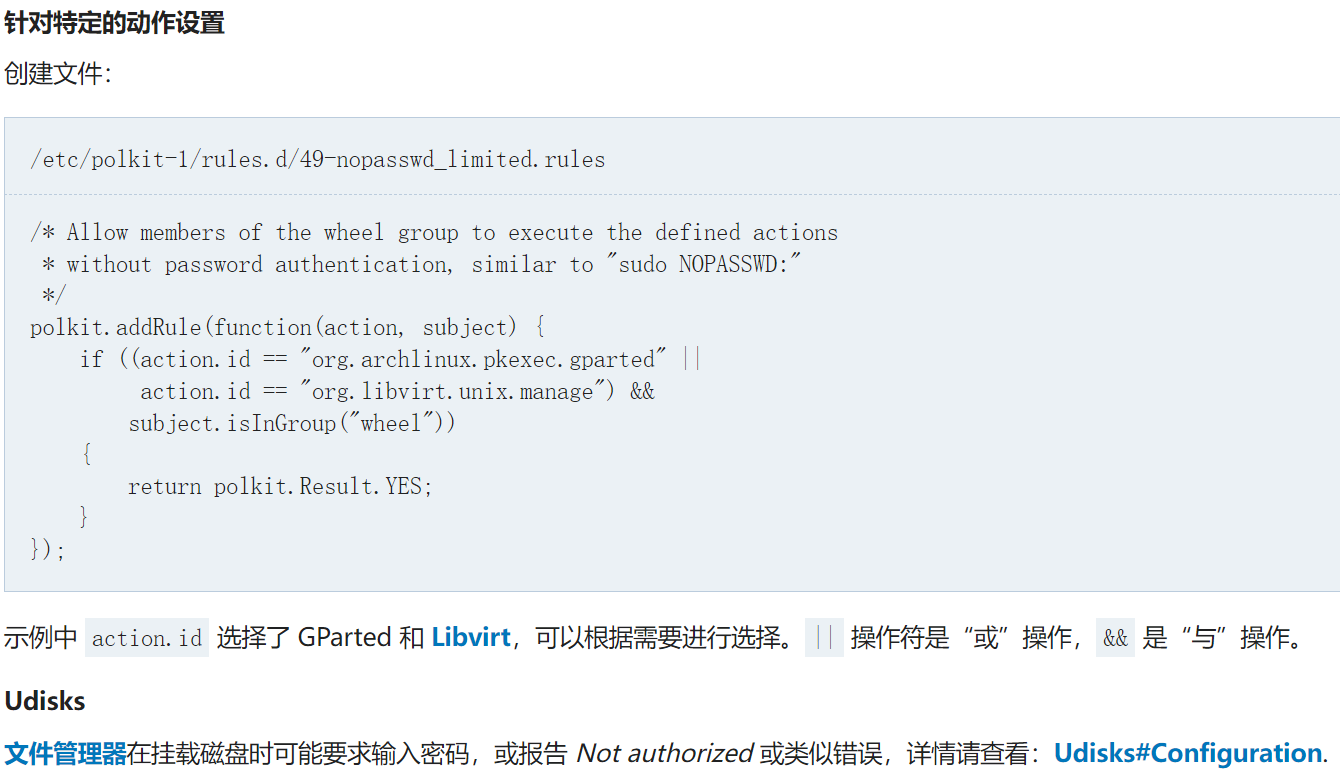 针对特定的动作设置
创建文件：
/etc/polkit-1/rules.d/49-nopasswd_limited.rules
/* Allow members of the wheel group to execute the defined actions
 * without password authentication, similar to "sudo NOPASSWD:"
 */
polkit.addRule(function(action, subject) {
    if ((action.id == "org.archlinux.pkexec.gparted" ||
         action.id == "org.libvirt.unix.manage") &&
        subject.isInGroup("wheel"))
    {
        return polkit.Result.YES;
    }
});
示例中 action.id 选择了 GParted 和 Libvirt，可以根据需要进行选择。 || 操作符是“或”操作， && 是“与”操作。
Udisks
文件管理器在挂载磁盘时可能要求输入密码，或报告 Not authorized 或类似错误，详情请查看：Udisks#Configuration.